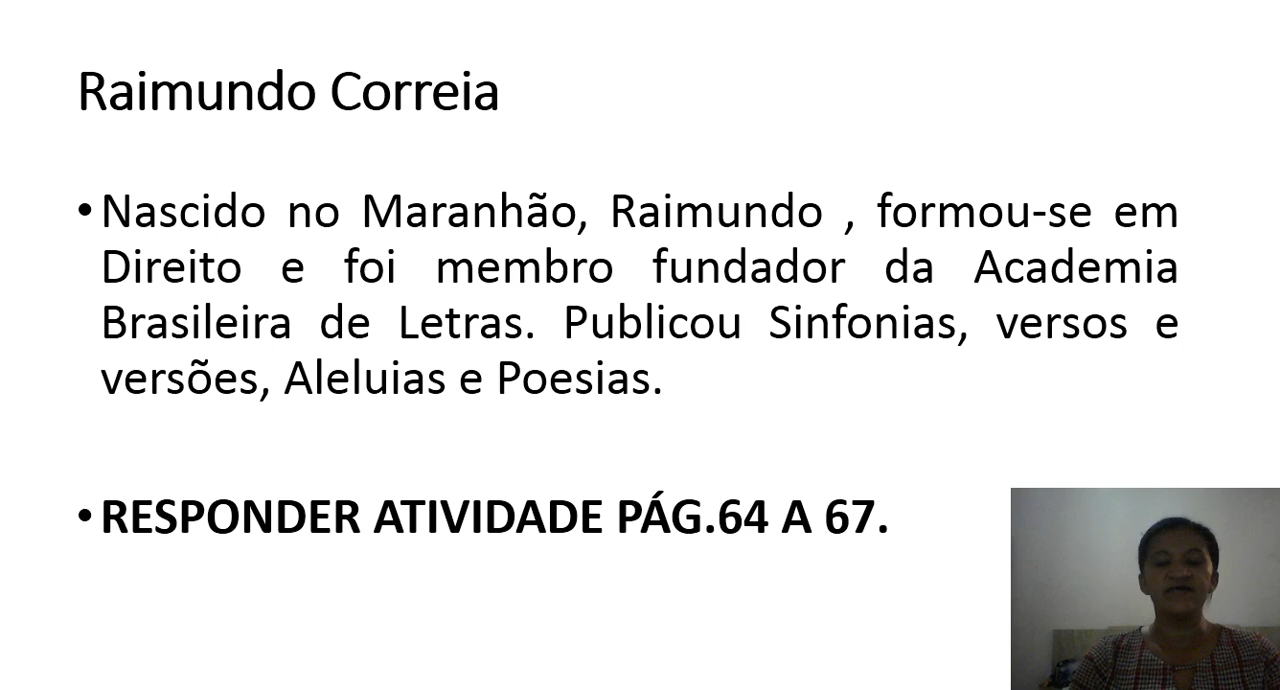 Raimundo Correia
• Nascido no Maranhão, Raimundo , formou-se em
Direito e foi membro fundador da Academia
Brasileira de Letras. Publicou Sinfonias, versos e
versões, Aleluias e Poesias.
• RESPONDER ATIVIDADE PÁG.64 A 67.